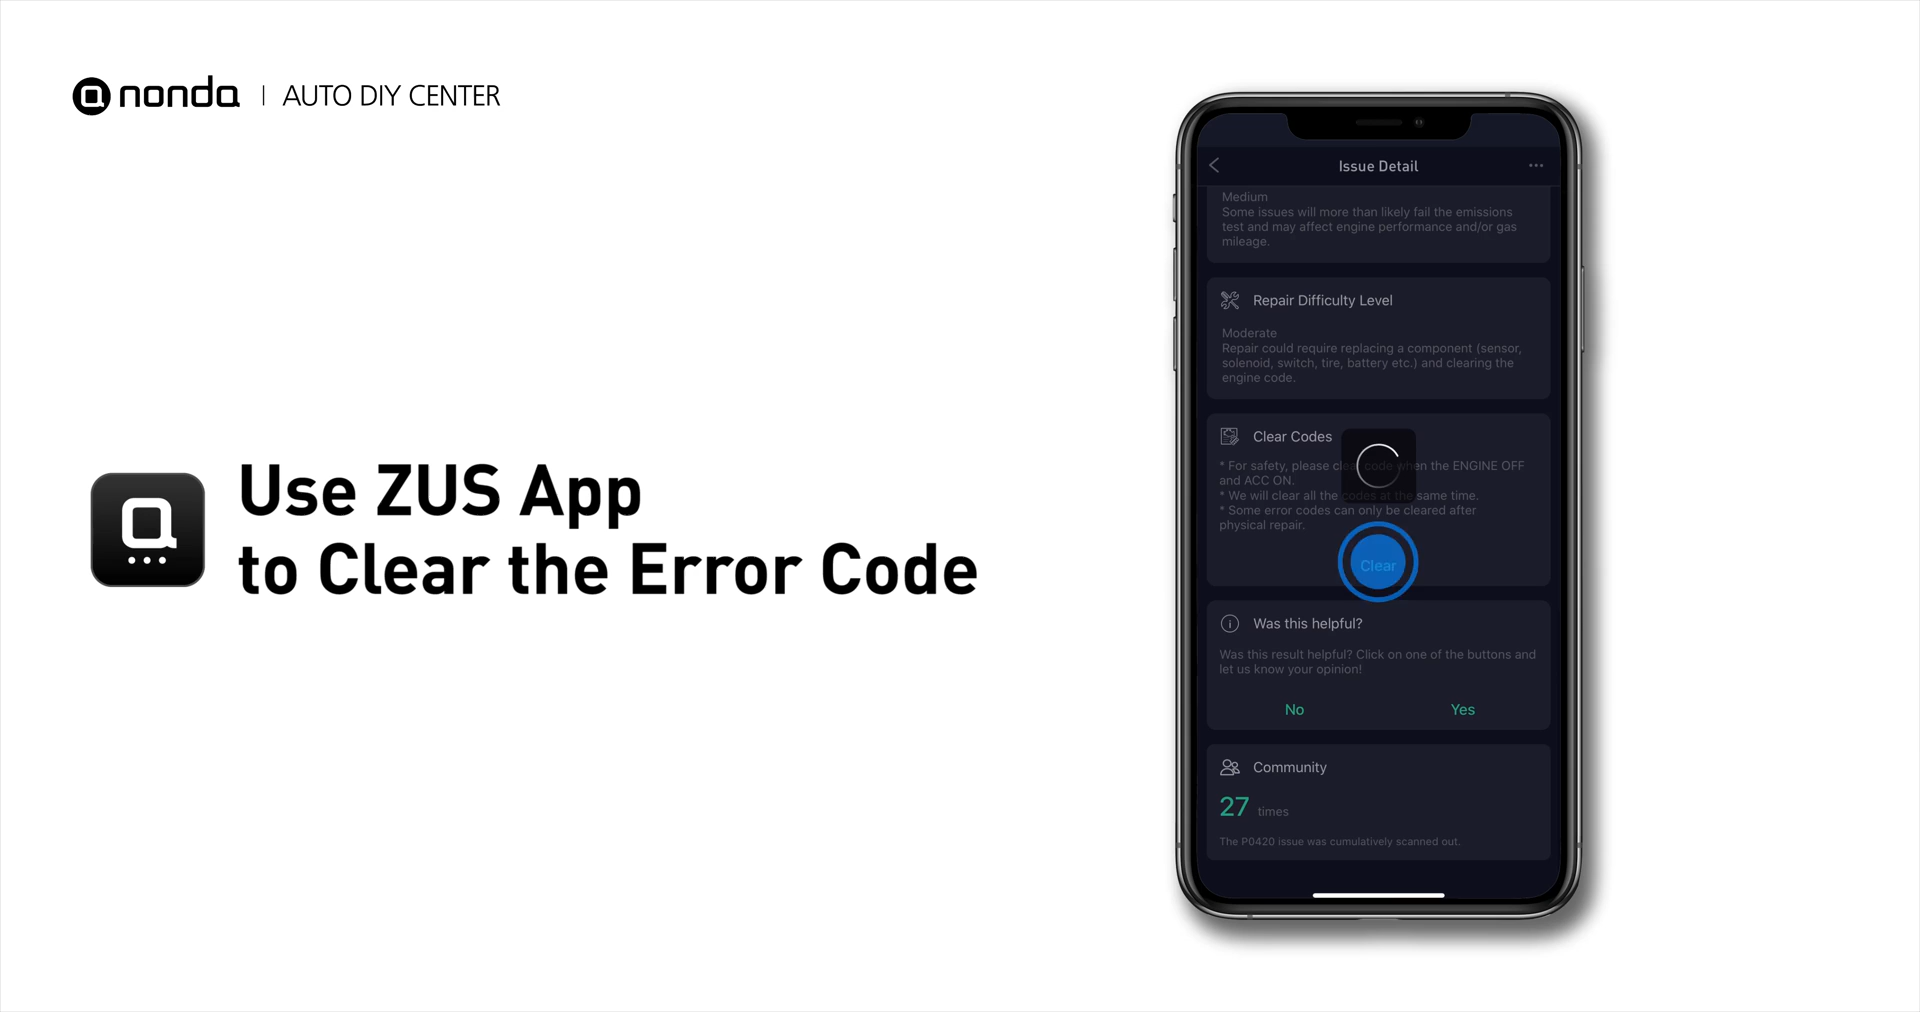 nonda | AUTO DIY CENTER
Use ZUS App
to Clear the Error Code
Issue Detail
Medium
Some issues will more than likely fail the emissions
test and may affect engine performance and/or gas
mileage.
Repair Difficulty Level
Moderate
Repair could require replacing a component (sensor,
solenoid, switch, tire, battery etc.) and clearing the
engine code.
Clear Codes
* For safety, please clear code when the ENGINE OFF
and ACC ON.
* We will clear all the codes at the same time.
* Some error codes can only be cleared after
physical repair.
Clear
Was this helpful?
Was this result helpful? Click on one of the buttons and
let us know your opinion!
No Yes
Community
27 times
The P0420 issue was cumulatively scanned out.